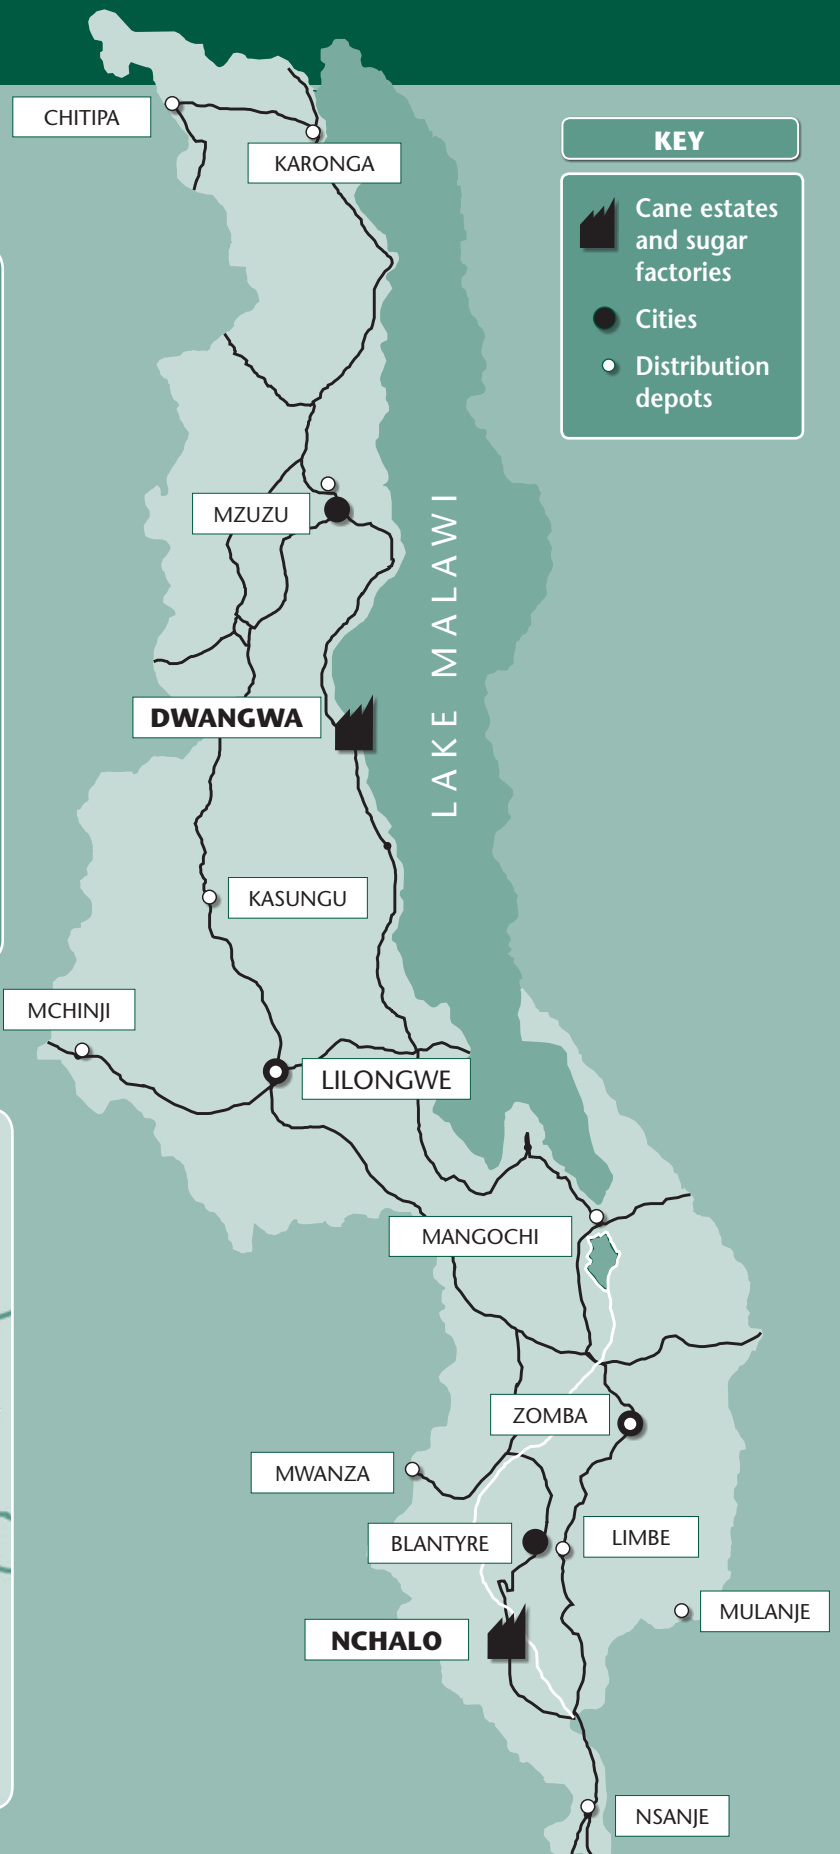 CHITIPA
KARONGA
KEY
Cane estates
and sugar
factories
Cities
Distribution
depots
MZUZU
LAKE MALAWI
DWANGWA
KASUNGU
MCHINJI
LILONGWE
MANGOCHI
ZOMBA
MWANZA
BLANTYRE
LIMBE
MULANJE
NCHALO
NSANJE